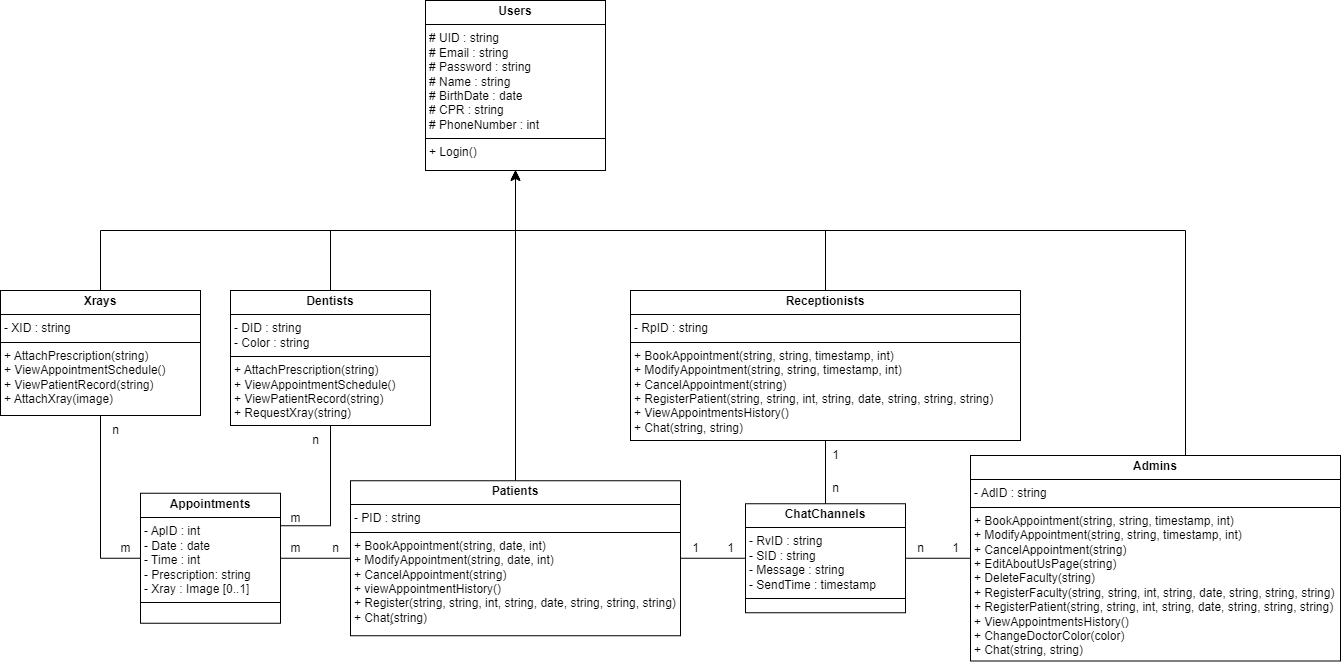 Users
# UID : string
# Email : string
# Password : string
# Name : string
# BirthDate : date
# CPR : string
# PhoneNumber : int
+ Login()
Xrays
- XID : string
+ AttachPrescription(string)
+ ViewAppointmentSchedule()
+ ViewPatientRecord(string)
+ AttachXray(image)
n
m
Dentists
- DID : string
- Color : string
+ AttachPrescription(string)
+ ViewAppointmentSchedule()
+ ViewPatientRecord(string)
+ RequestXray(string)
n
m
Receptionists
- RpID : string
+ BookAppointment(string, string, timestamp, int)
+ ModifyAppointment(string, string, timestamp, int)
+ CancelAppointment(string)
+ RegisterPatient(string, string, int, string, date, string, string, string)
+ ViewAppointmentsHistory()
+ Chat(string, string)
1
n
Appointments
- ApID : int
- Date : date
- Time : int
- Prescription: string
- Xray : Image [0..1]
m
n
Patients
- PID : string
+ BookAppointment(string, date, int)
+ ModifyAppointment(string, date, int)
+ CancelAppointment(string)
+ viewAppointmentHistory()
+ Register(string, string, int, string, date, string, string, string)
+ Chat(string)
1
1
ChatChannels
- RvID : string
- SID : string
- Message : string
- SendTime : timestamp
n
1
Admins
- AdID : string
+ BookAppointment(string, string, timestamp, int)
+ ModifyAppointment(string, string, timestamp, int)
+ CancelAppointment(string)
+ EditAboutUsPage(string)
+ DeleteFaculty(string)
+ RegisterFaculty(string, string, int, string, date, string, string, string)
+ RegisterPatient(string, string, int, string, date, string, string, string)
+ ViewAppointmentsHistory()
+ ChangeDoctorColor(color)
+ Chat(string, string)